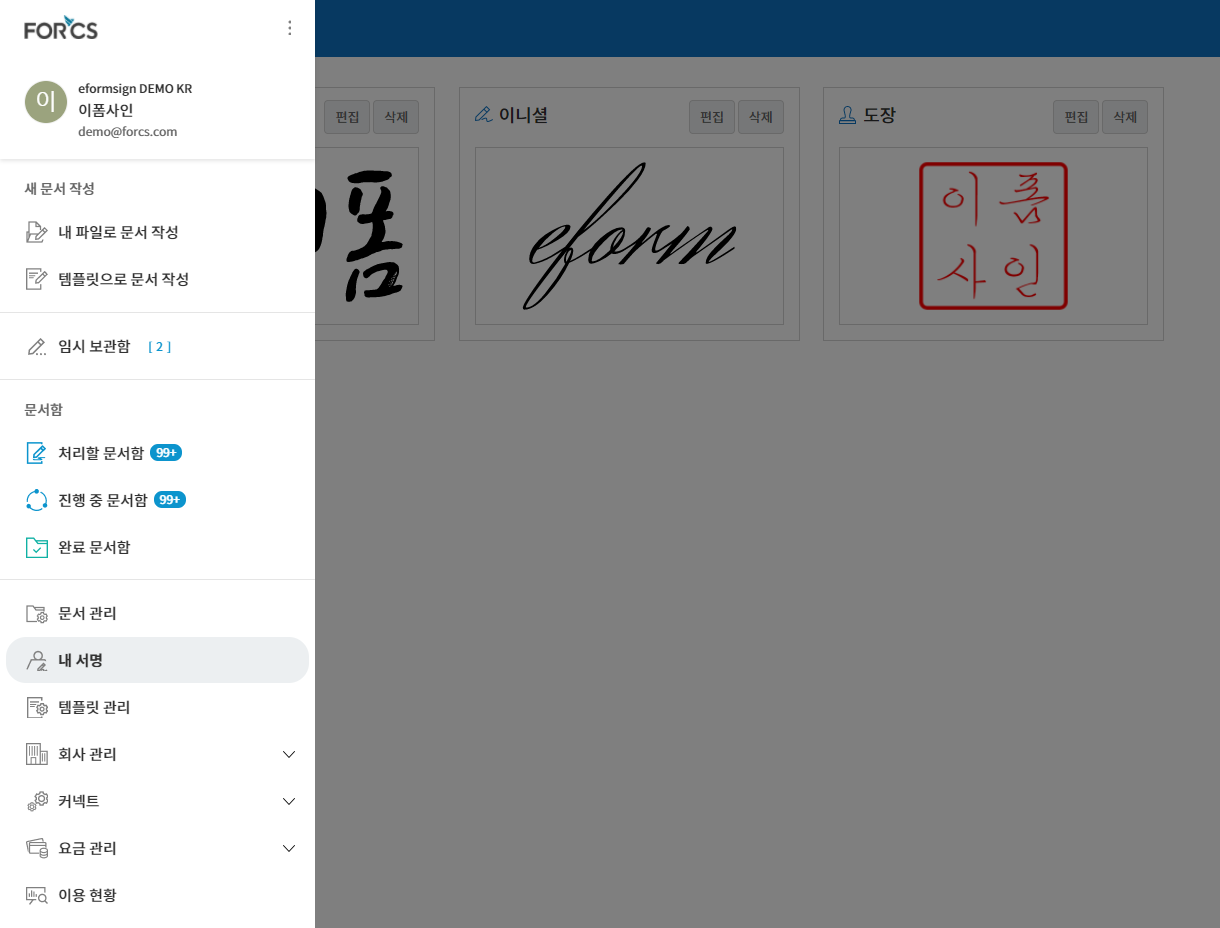 FORCS
이
eformsign DEMO KR
이폼사인
demo@forcs.com
새 문서 작성
내 파일로 문서 작성
템플릿으로 문서 작성
임시 보관함 [ 2 ]
문서함
처리할 문서함 99+
진행 중 문서함 99+
완료 문서함
문서 관리
내 서명
템플릿 관리
회사 관리
커넥트
요금 관리
이용 현황
편집 삭제
폼
이니셜 편집 삭제
eform
도장 편집 삭제
이 폼
사 인